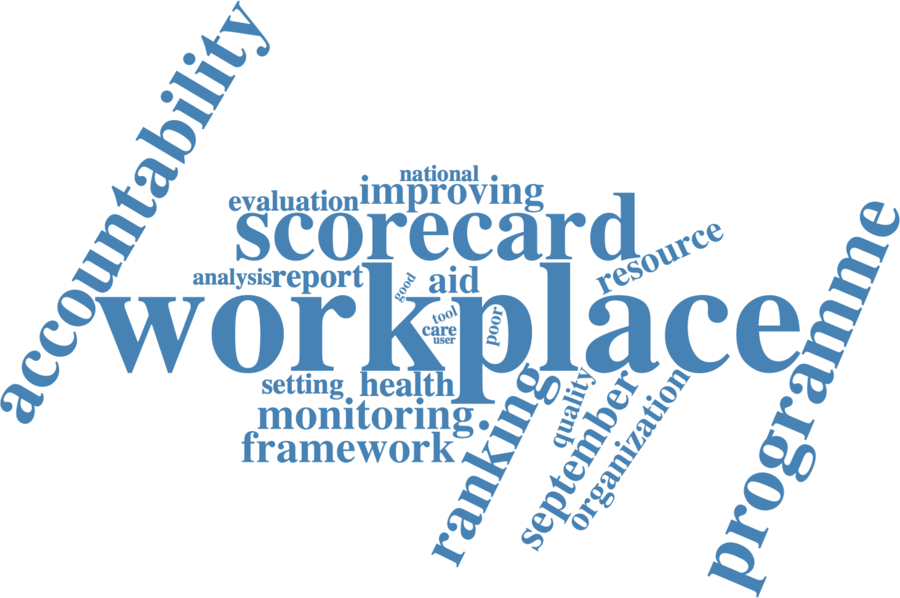 accountability
national
improving
evaluation
scorecard
resource
programme
analysis
report
good
aid
workplace
tool
care
user
poor
setting
health
monitoring
framework
ranking
quality
september
organization